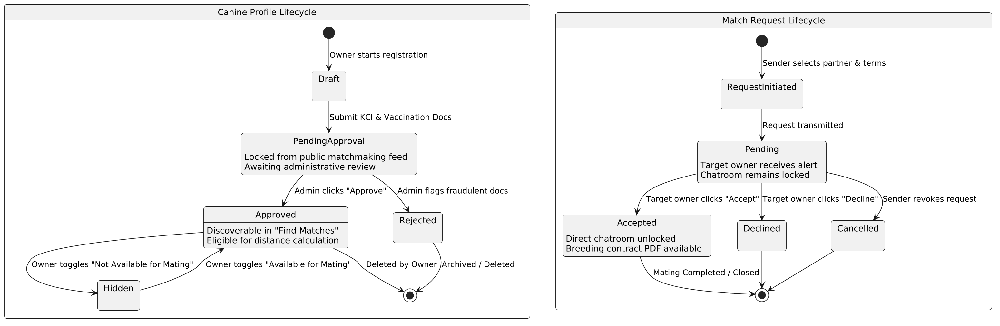 Canine Profile Lifecycle
Owner starts registration
Draft
Submit KCI & Vaccination Docs
PendingApproval
Locked from public matchmaking feed
Awaiting administrative review
Admin clicks "Approve"
Admin flags fraudulent docs
Approved
Discoverable in "Find Matches"
Eligible for distance calculation
Rejected
Owner toggles "Not Available for Mating"
Owner toggles "Available for Mating"
Deleted by Owner
Archived / Deleted
Hidden
Match Request Lifecycle
Sender selects partner & terms
RequestInitiated
Request transmitted
Pending
Target owner receives alert
Chatroom remains locked
Target owner clicks "Accept"
Target owner clicks "Decline"
Sender revokes request
Accepted
Direct chatroom unlocked
Breeding contract PDF available
Declined
Cancelled
Mating Completed / Closed